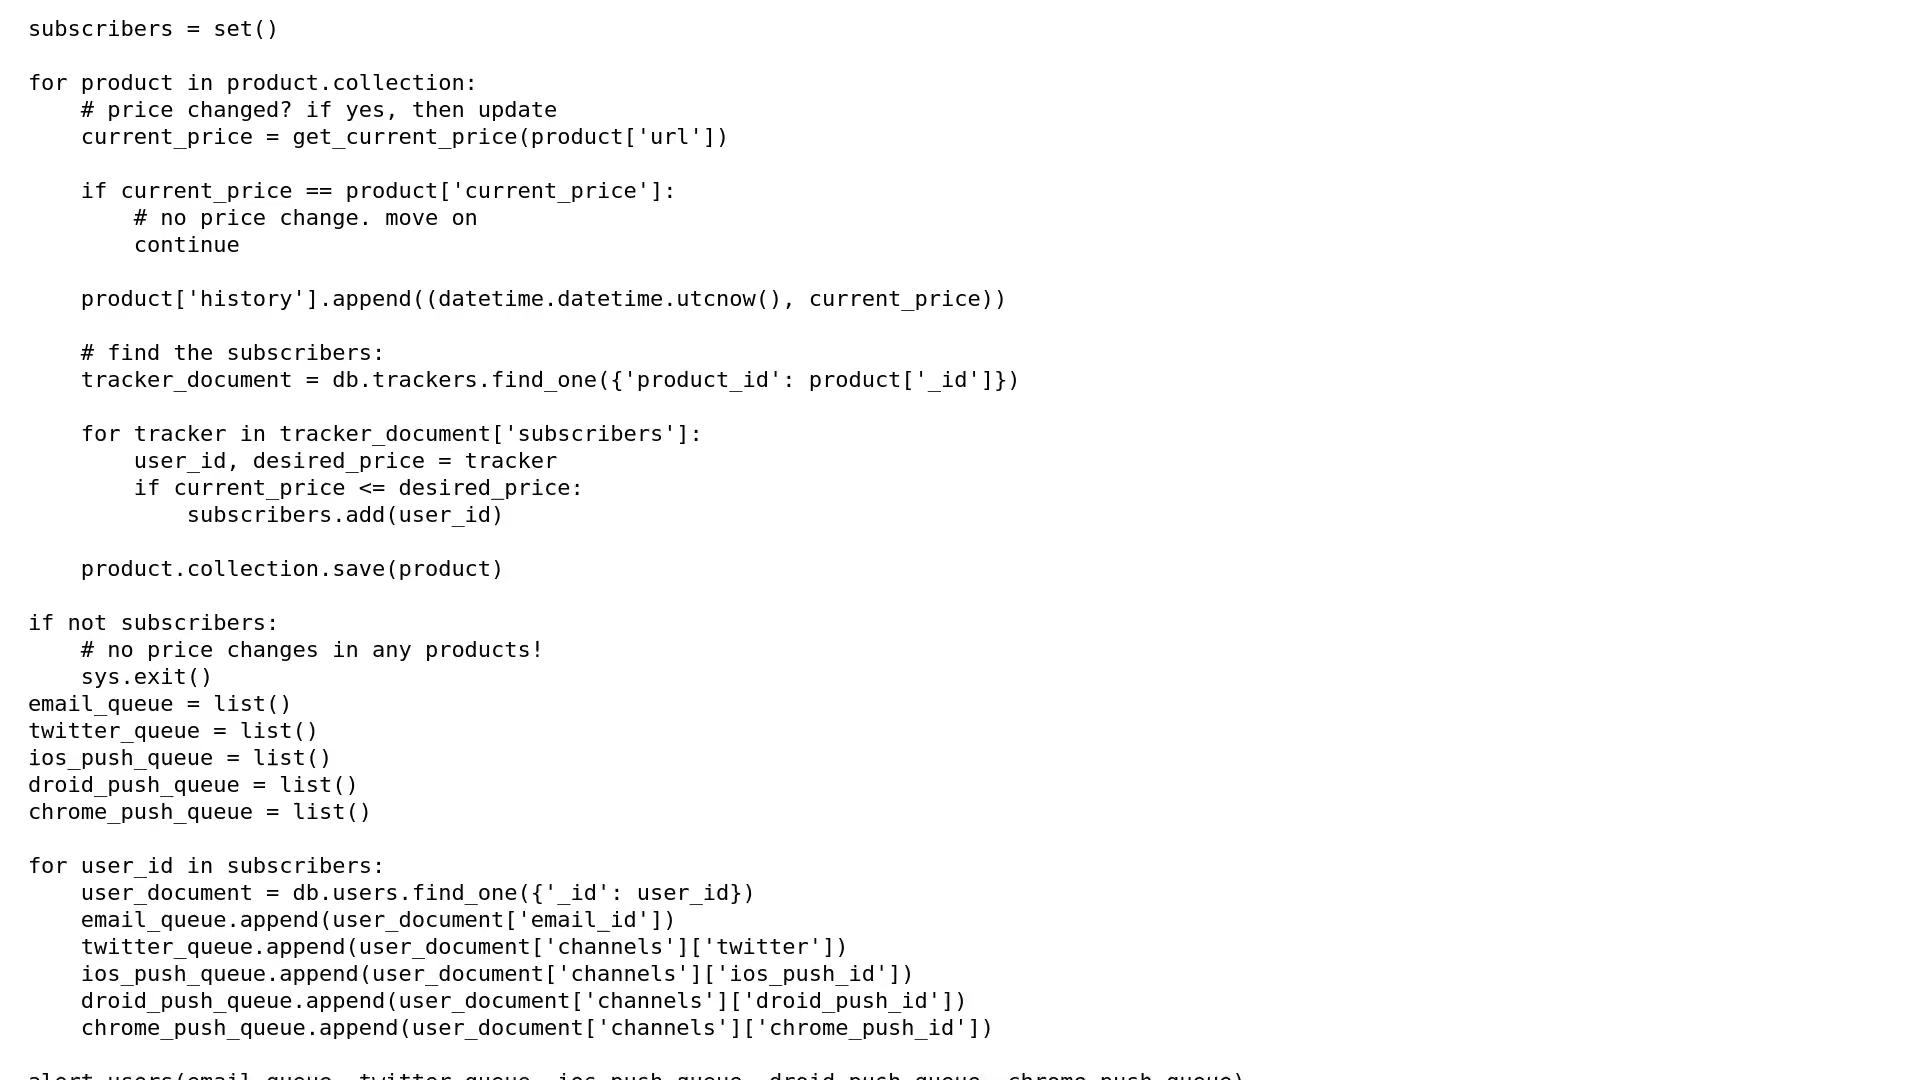 subscribers = set()
for product in product.collection:
# price changed? if yes, then update
current_price = get_current_price(product['url'])
if current_price == product['current_price']:
# no price change. move on
continue
product['history'].append((datetime.datetime.utcnow(), current_price))
# find the subscribers:
tracker_document = db.trackers.find_one({'product_id': product['_id']})
for tracker in tracker_document['subscribers']:
user_id, desired_price = tracker
if current_price <= desired_price:
subscribers.add(user_id)
product.collection.save(product)
if not subscribers:
# no price changes in any products!
sys.exit()
email_queue = list()
twitter_queue = list()
ios_push_queue = list()
droid_push_queue = list()
chrome_push_queue = list()
for user_id in subscribers:
user_document = db.users.find_one({'_id': user_id})
email_queue.append(user_document['email_id'])
twitter_queue.append(user_document['channels']['twitter'])
ios_push_queue.append(user_document['channels']['ios_push_id'])
droid_push_queue.append(user_document['channels']['droid_push_id'])
chrome_push_queue.append(user_document['channels']['chrome_push_id'])
alert_users(email_queue, twitter_queue, ios_push_queue, droid_push_queue, chrome_push_queue)